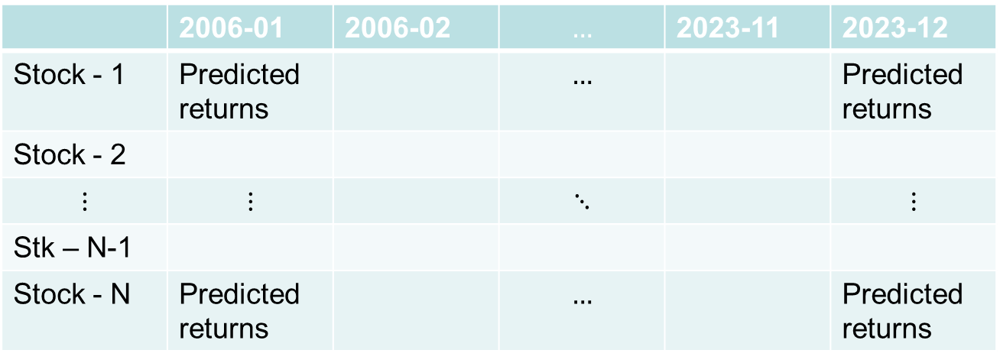 2006-01 2006-02 ... 2023-11 2023-12
Stock - 1 Predicted returns ... Predicted returns
Stock - 2
⋮ ⋮ ⋱ ⋮
Stk – N-1
Stock - N Predicted returns ... Predicted returns